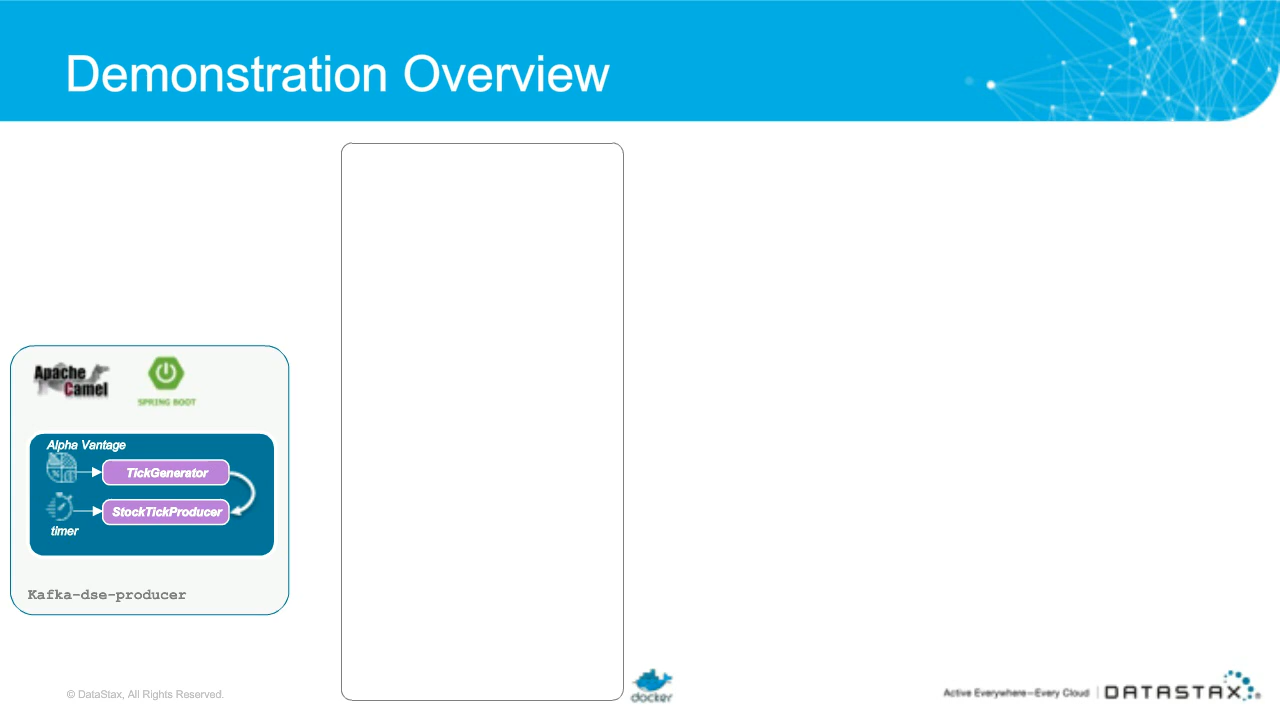 Demonstration Overview
Apache
Camel
SPRING BOOT
Alpha Vantage
TickGenerator
StockTickProducer
timer
Kafka-dse-producer
© DataStax, All Rights Reserved.
docker
Active Everywhere—Every Cloud | DATASTAX